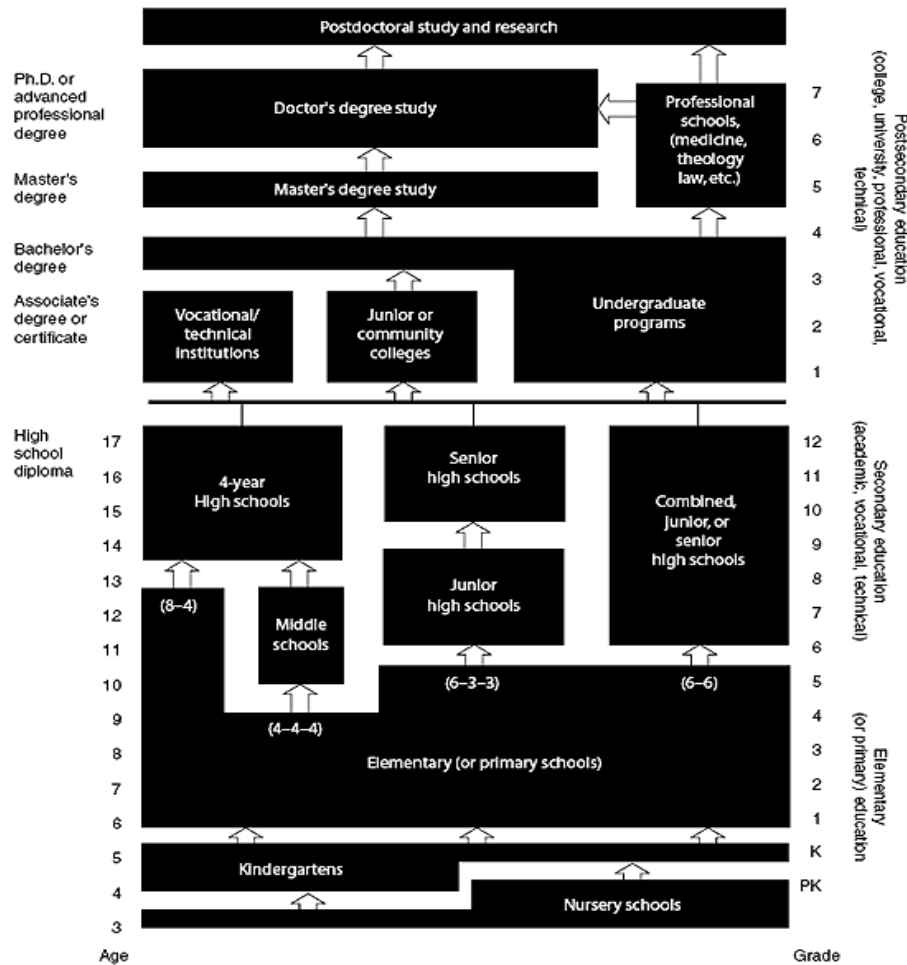 Postdoctoral study and research
Ph.D. or
advanced
professional
degree
Doctor's degree study
Professional
schools,
(medicine,
theology
law, etc.)
7
6
Master's
degree
Master's degree study
5
4
Bachelor's
degree
3
Associate's
degree or
certificate
Vocational/
technical
institutions
Junior or
community
colleges
Undergraduate
programs
2
1
Postsecondary education
(college, university, professional, vocational,
technical)
High
school
diploma
17
16
15
14
13
12
11
10
9
8
7
6
5
4
3
Age
4-year
High schools
Senior
high schools
Combined,
junior, or
senior
high schools
Junior
high schools
(8–4)
Middle
schools
(6–3–3)
(6–6)
(4–4–4)
Elementary (or primary schools)
Kindergartens
Nursery schools
12
11
10
9
8
7
6
5
4
3
2
1
K
PK
Grade
Secondary education
(academic, vocational, technical)
Elementary
(or primary) education